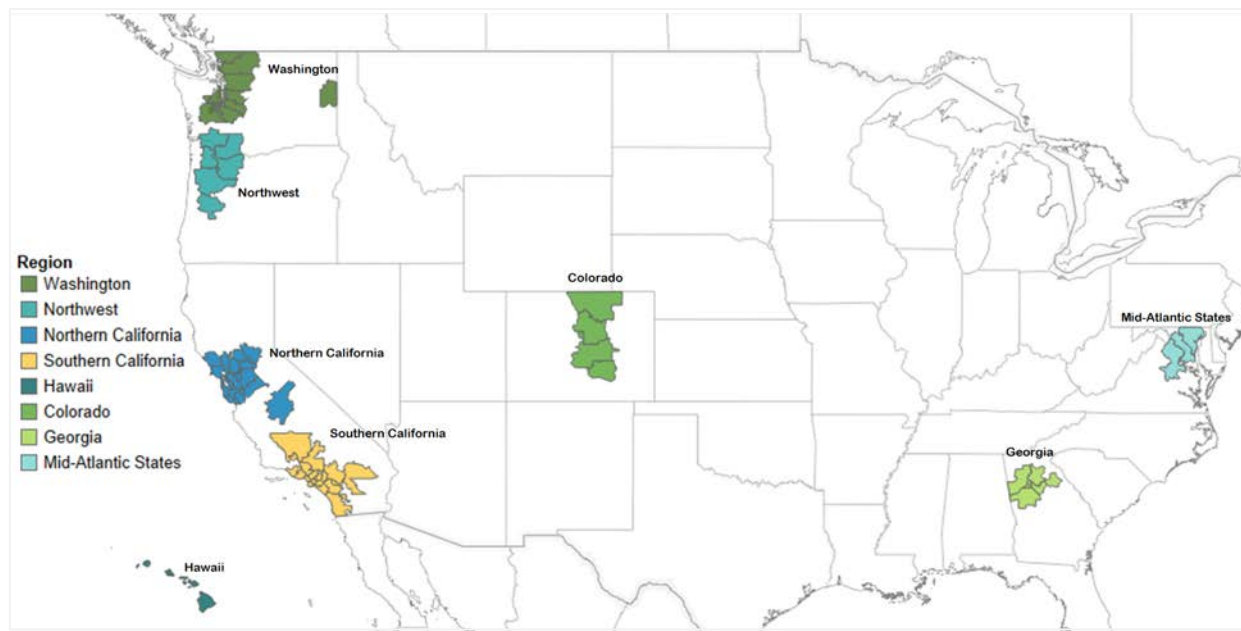 Washington
Northwest
Region
Washington
Northwest
Northern California
Southern California
Hawaii
Colorado
Georgia
Mid-Atlantic States
Northern California
Southern California
Hawaii
Colorado
Mid-Atlantic States
Georgia